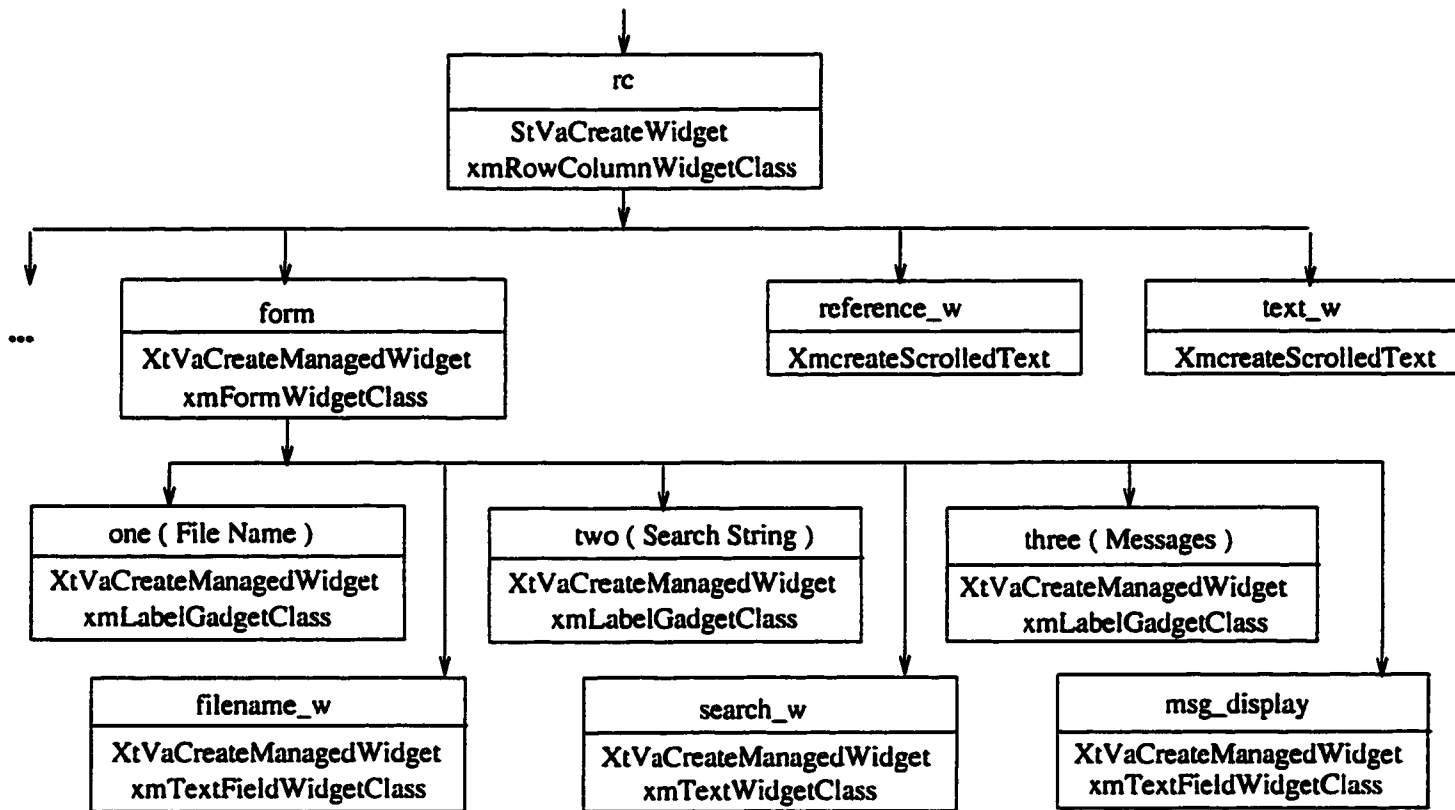 rc
StVaCreateWidget
xmRowColumnWidgetClass
...
form
XtVaCreateManagedWidget
xmFormWidgetClass
reference_w
XmcreateScrolledText
text_w
XmcreateScrolledText
one ( File Name )
XtVaCreateManagedWidget
xmLabelGadgetClass
two ( Search String )
XtVaCreateManagedWidget
xmLabelGadgetClass
three ( Messages )
XtVaCreateManagedWidget
xmLabelGadgetClass
filename_w
XtVaCreateManagedWidget
xmTextFieldWidgetClass
search_w
XtVaCreateManagedWidget
xmTextWidgetClass
msg_display
XtVaCreateManagedWidget
xmTextFieldWidgetClass